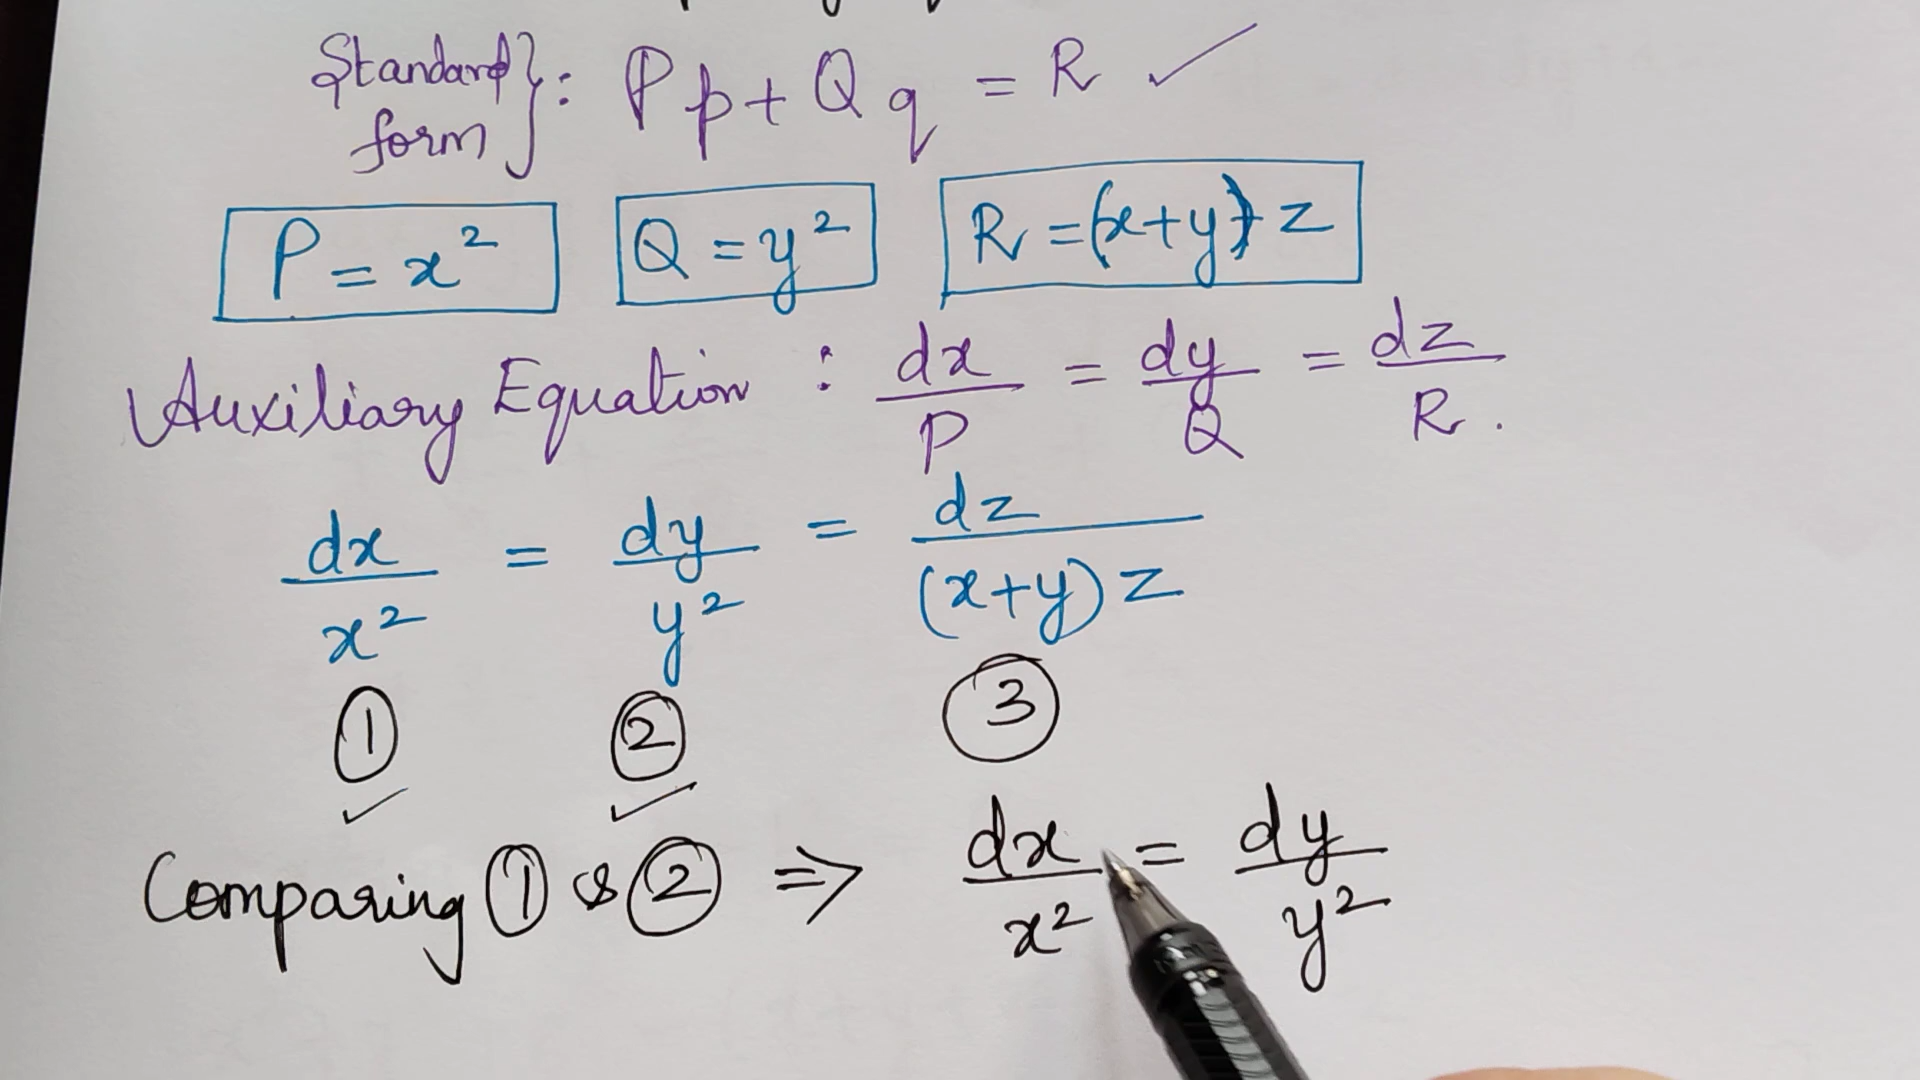 Standard form}: Pp + Qq = R ✓
P = x² Q = y² R = (x+y) z
Auxiliary Equation : dx/P = dy/Q = dz/R.
dx/x² = dy/y² = dz/(x+y)z
① ② ③
Comparing ① & ② ⇒ dx/x² = dy/y²